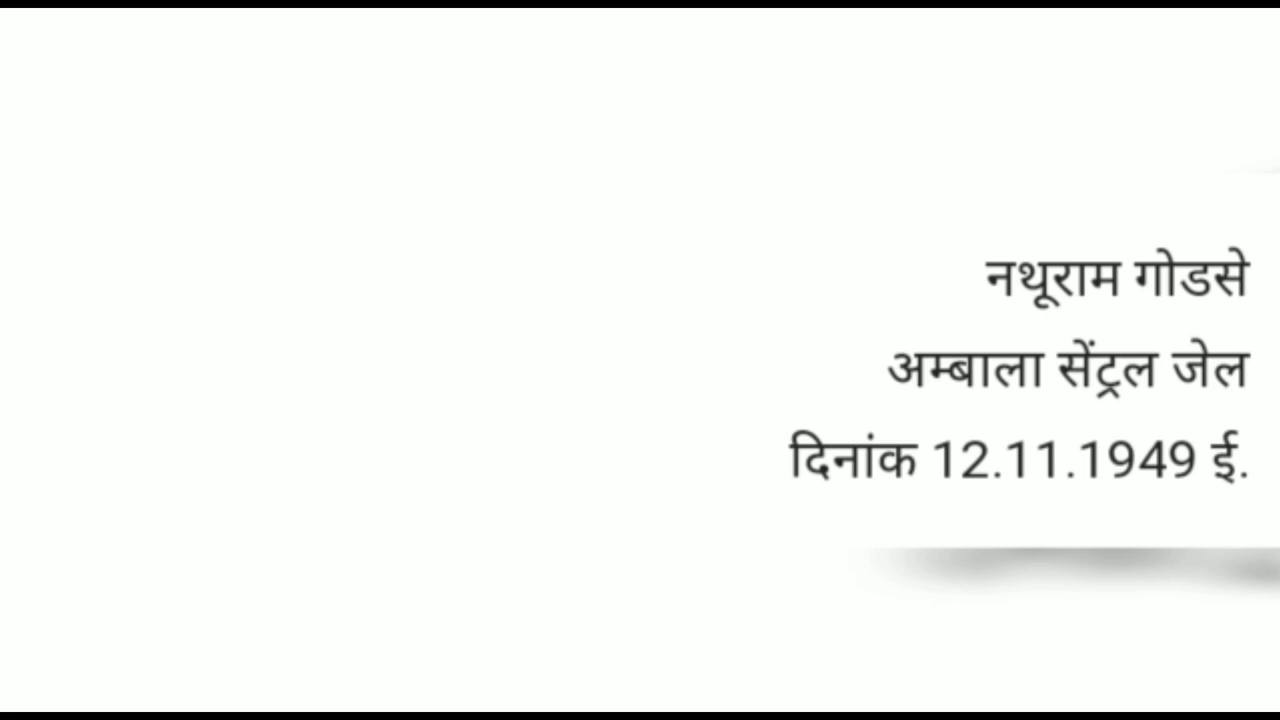 नथूराम गोडसे
अम्बाला सेंट्रल जेल
दिनांक 12.11.1949 ई.